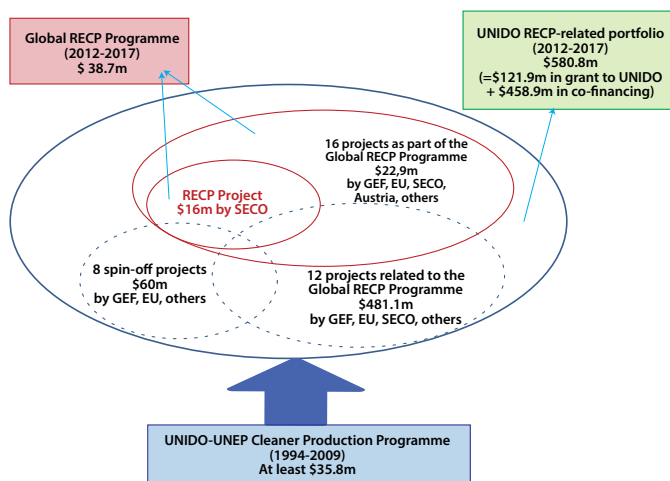 Global RECP Programme
(2012-2017)
$ 38.7m
UNIDO RECP-related portfolio
(2012-2017)
$580.8m
(=$121.9m in grant to UNIDO
+ $458.9m in co-financing)
16 projects as part of the
Global RECP Programme
$22,9m
by GEF, EU, SECO,
Austria, others
RECP Project
$16m by SECO
8 spin-off projects
$60m
by GEF, EU, others
12 projects related to the
Global RECP Programme
$481.1m
by GEF, EU, SECO, others
UNIDO-UNEP Cleaner Production Programme
(1994-2009)
At least $35.8m